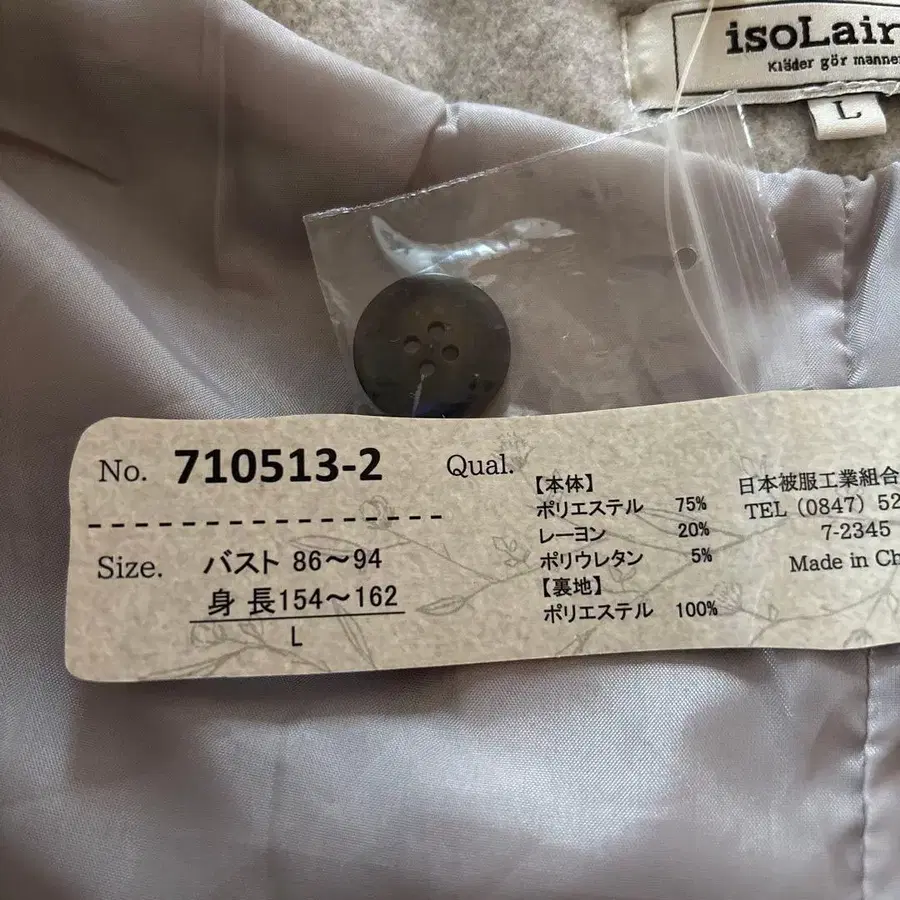 isoLair
Kläder gör manne
L
No. 710513-2
Size. バスト 86～94
身 長154～162
L
Qual.
【本体】
ポリエステル 75%
レーヨン 20%
ポリウレタン 5%
【裏地】
ポリエステル 100%
日本被服工業組合
TEL (0847) 52
7-2345
Made in Ch